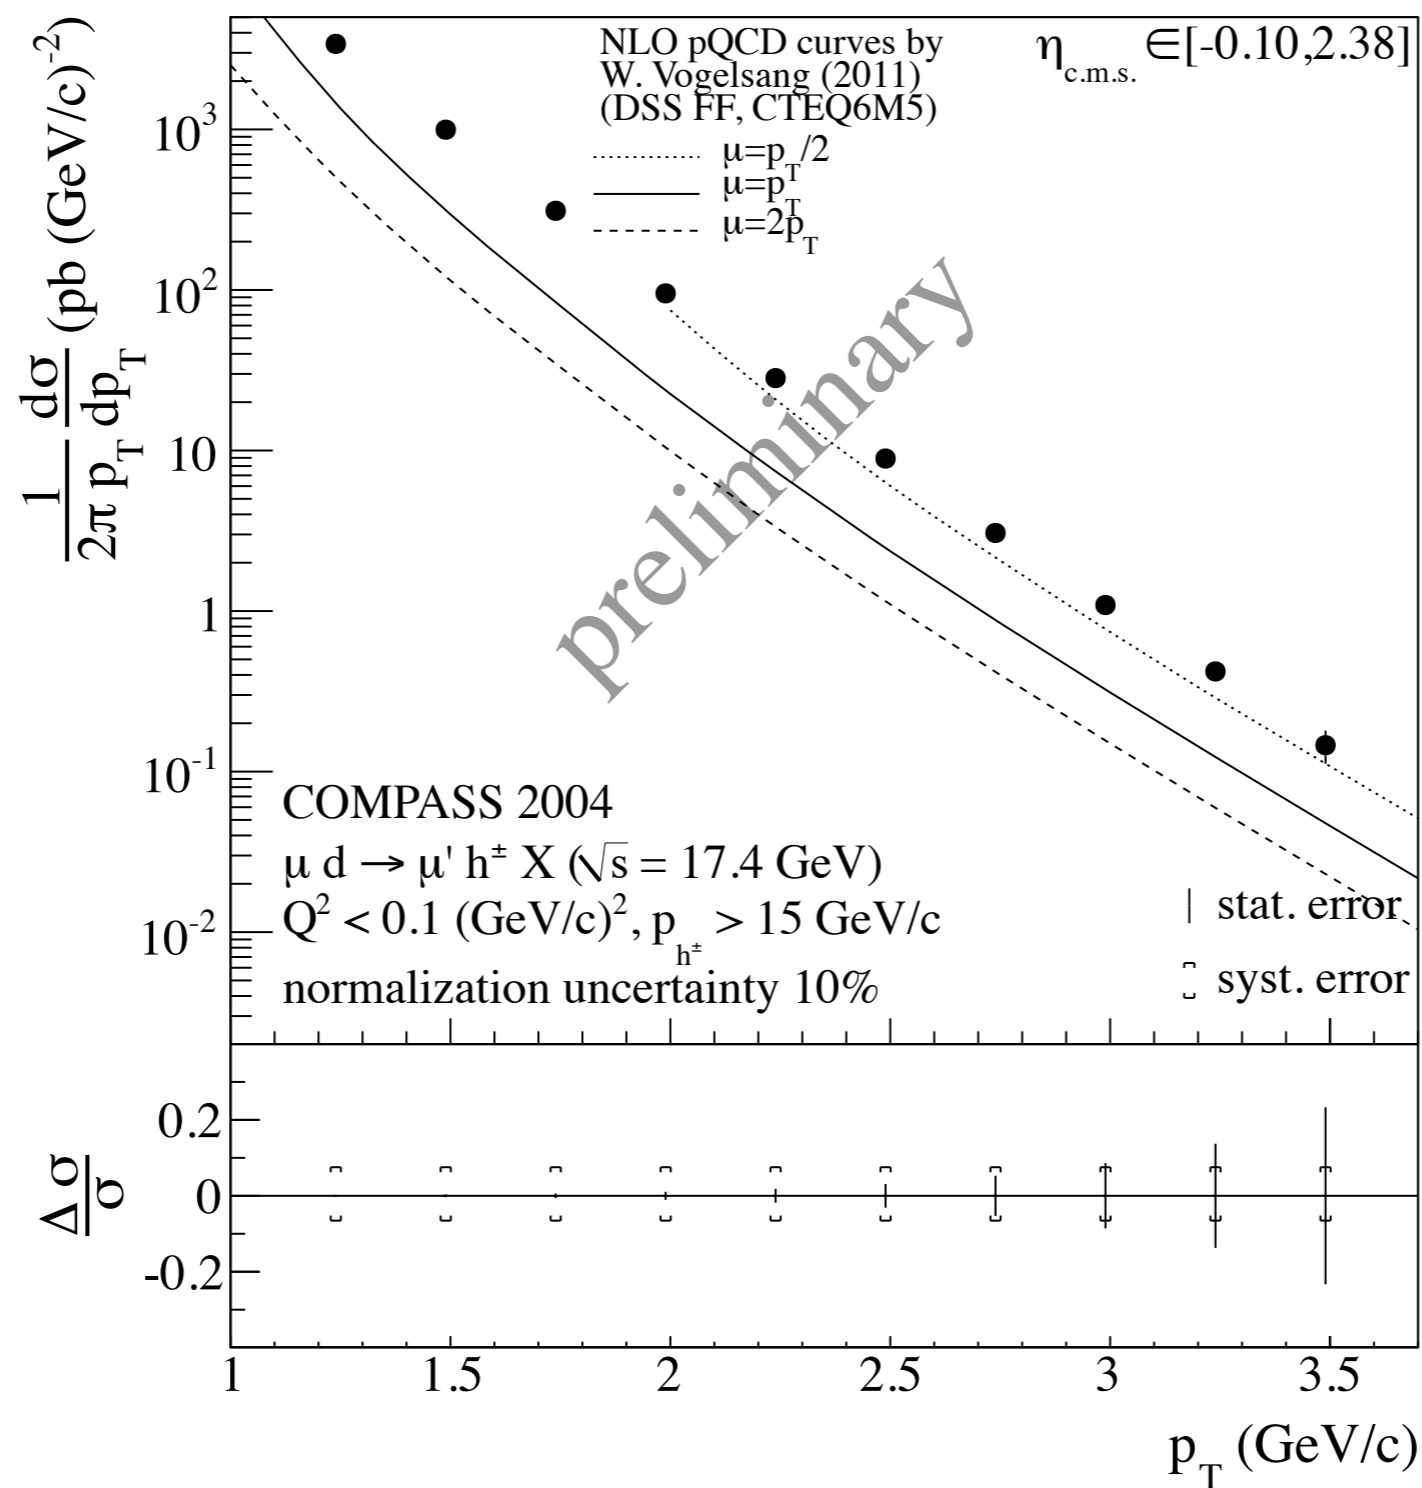 NLO pQCD curves by
W. Vogelsang (2011)
(DSS FF, CTEQ6M5)
μ=p_T/2
μ=p_T
μ=2p_T
η_c.m.s. ∈[-0.10,2.38]
1/(2π p_T) dσ/dp_T (pb (GeV/c)^-2)
10^3
10^2
10
1
10^-1
10^-2
preliminary
COMPASS 2004
μ d → μ' h^± X (√s = 17.4 GeV)
Q^2 < 0.1 (GeV/c)^2, p_h^± > 15 GeV/c
normalization uncertainty 10%
stat. error
syst. error
Δσ/σ
0.2
0
-0.2
1 1.5 2 2.5 3 3.5
p_T (GeV/c)